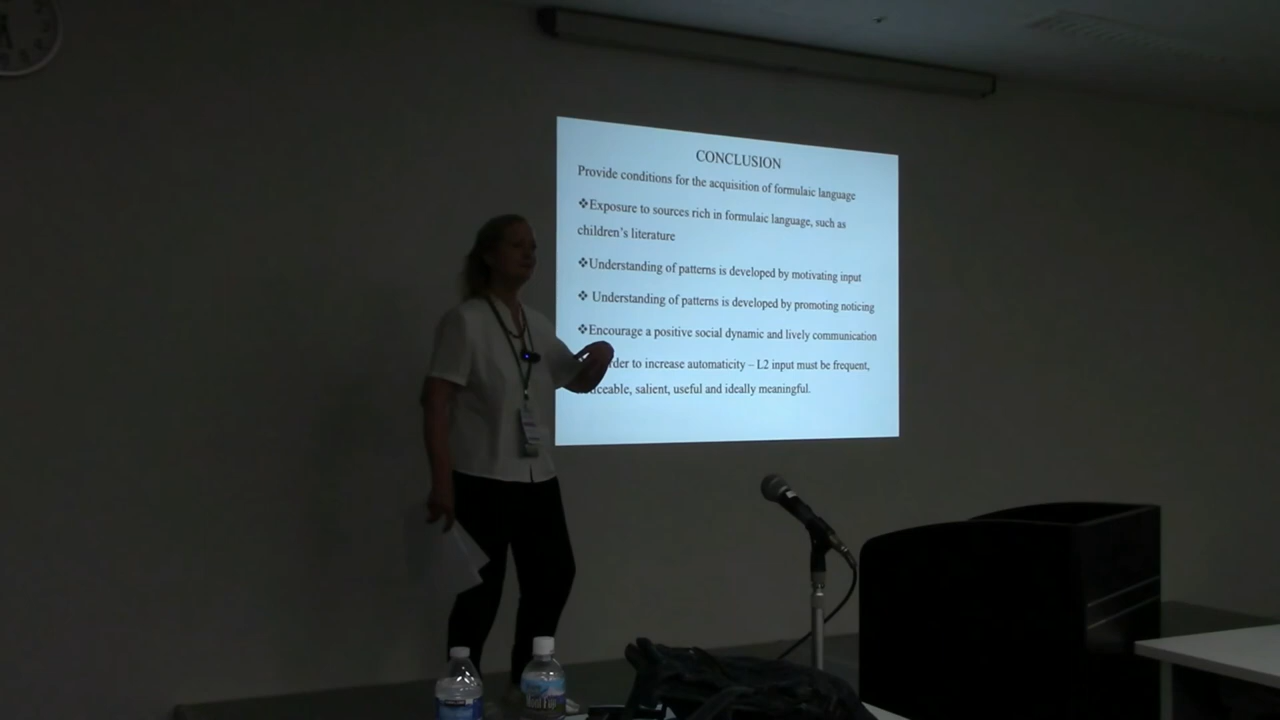 CONCLUSION
Provide conditions for the acquisition of formulaic language
❖Exposure to sources rich in formulaic language, such as
children's literature
❖Understanding of patterns is developed by motivating input
❖ Understanding of patterns is developed by promoting noticing
❖Encourage a positive social dynamic and lively communication
to increase automaticity – L2 input must be frequent,
salient, useful and ideally meaningful.